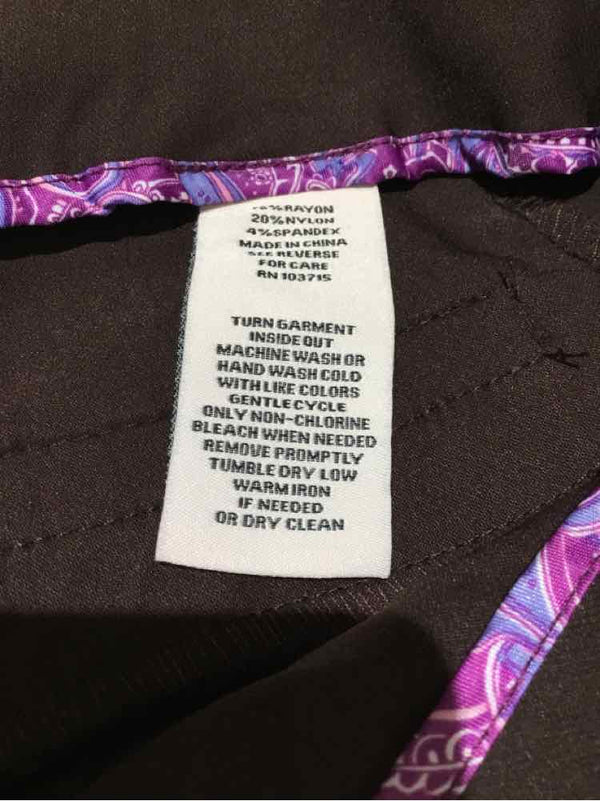 RAYON
20%NYLON
4%SPANDEX
MADE IN CHINA
SEE REVERSE
FOR CARE
RN 103715
TURN GARMENT
INSIDE OUT
MACHINE WASH OR
HAND WASH COLD
WITH LIKE COLORS
GENTLE CYCLE
ONLY NON-CHLORINE
BLEACH WHEN NEEDED
REMOVE PROMPTLY
TUMBLE DRY LOW
WARM IRON
IF NEEDED
OR DRY CLEAN